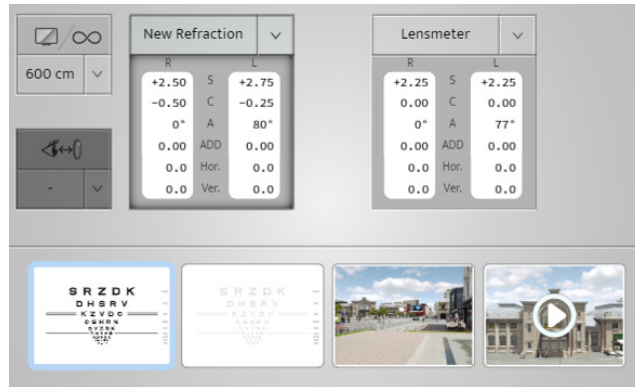 New Refraction
Lensmeter
600 cm
R L
+2.50 S +2.75
−0.50 C −0.25
0° A 80°
0.00 ADD 0.00
0.0 Hor. 0.0
0.0 Ver. 0.0
-
R L
+2.25 S +2.25
0.00 C 0.00
0° A 77°
0.00 ADD 0.00
0.0 Hor. 0.0
0.0 Ver. 0.0
S R Z D K
D H S R V
K Z V D C
S R Z D K
D H S R V
K Z V D C